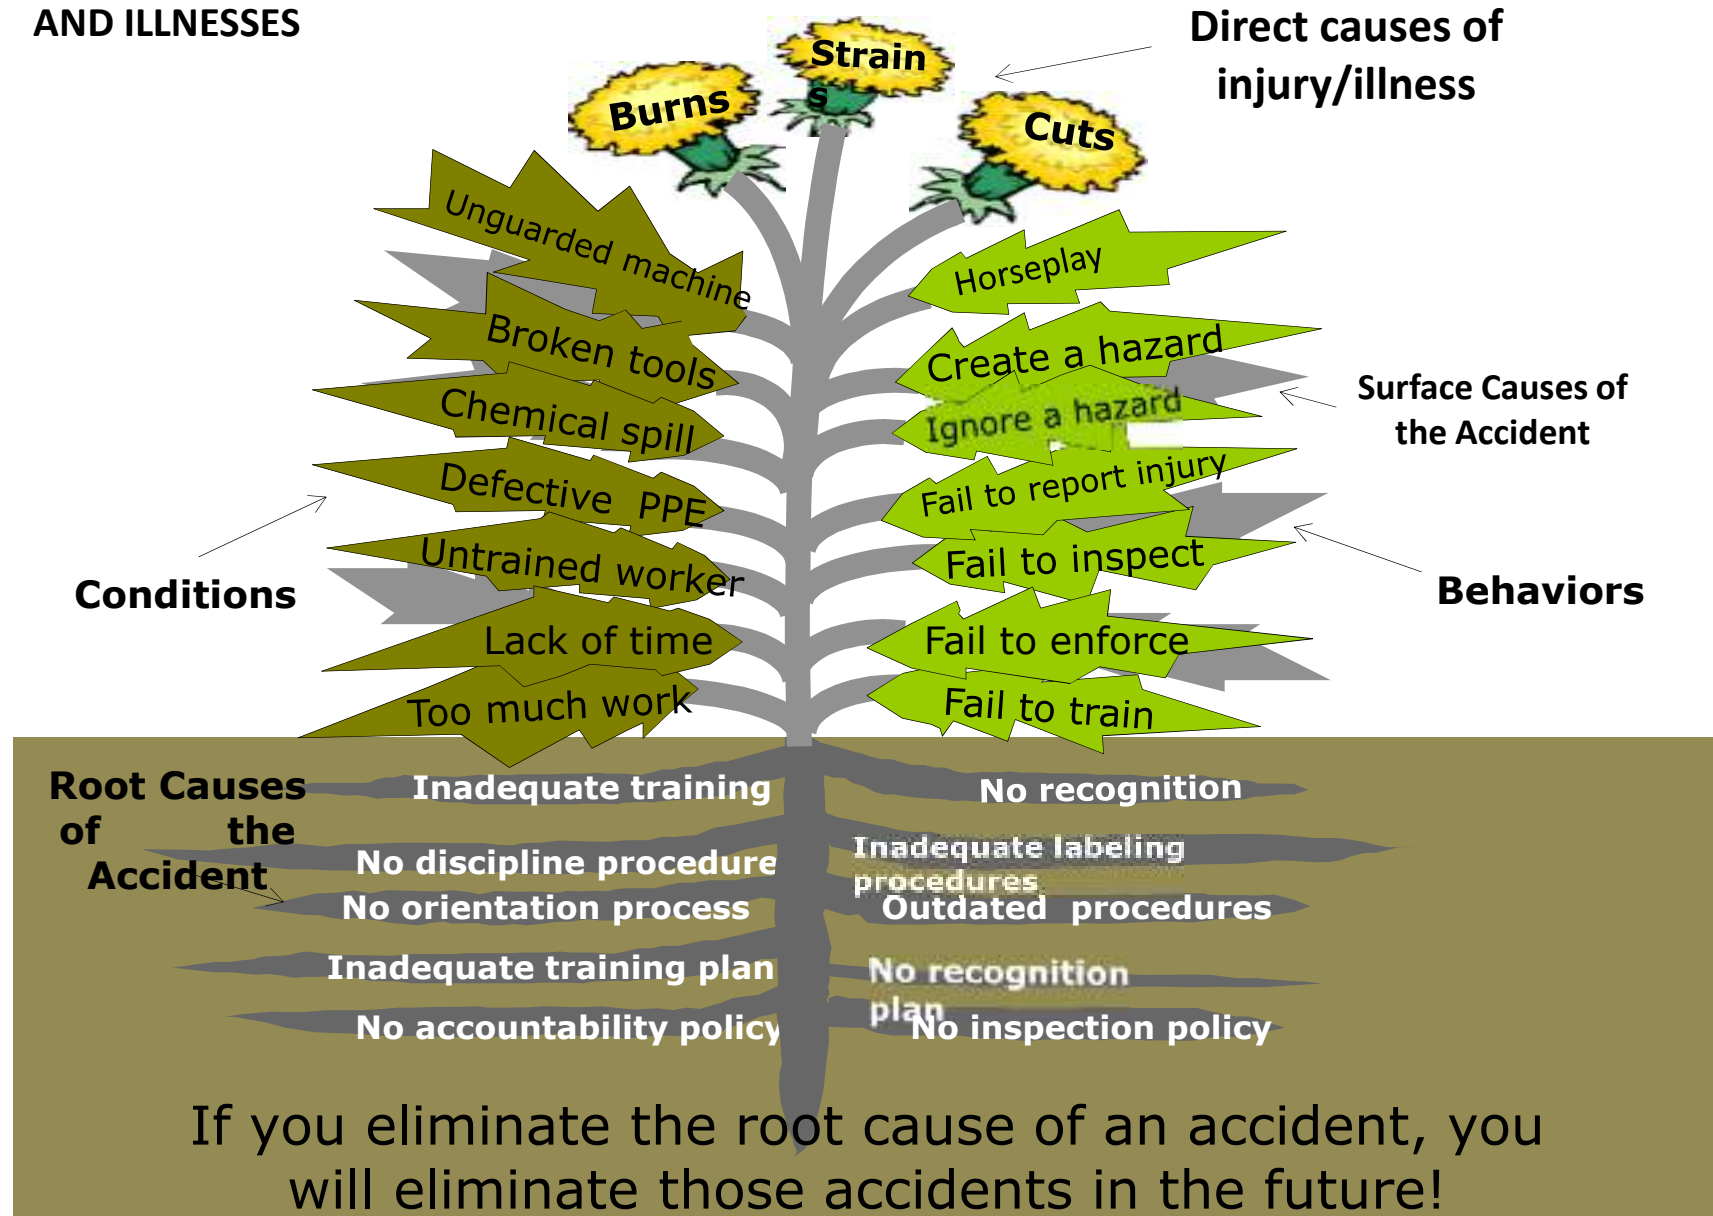 AND ILLNESSES
Direct causes of
injury/illness
Strain
s
Burns
Cuts
Unguarded machine
Horseplay
Broken tools
Create a hazard
Chemical spill
Ignore a hazard
Surface Causes of
the Accident
Defective PPE
Fail to report injury
Untrained worker
Fail to inspect
Conditions
Behaviors
Lack of time
Fail to enforce
Too much work
Fail to train
Root Causes
of the
Accident
Inadequate training
No recognition
No discipline procedure
Inadequate labeling
procedures
No orientation process
Outdated procedures
Inadequate training plan
No recognition
plan
No accountability policy
No inspection policy
If you eliminate the root cause of an accident, you
will eliminate those accidents in the future!